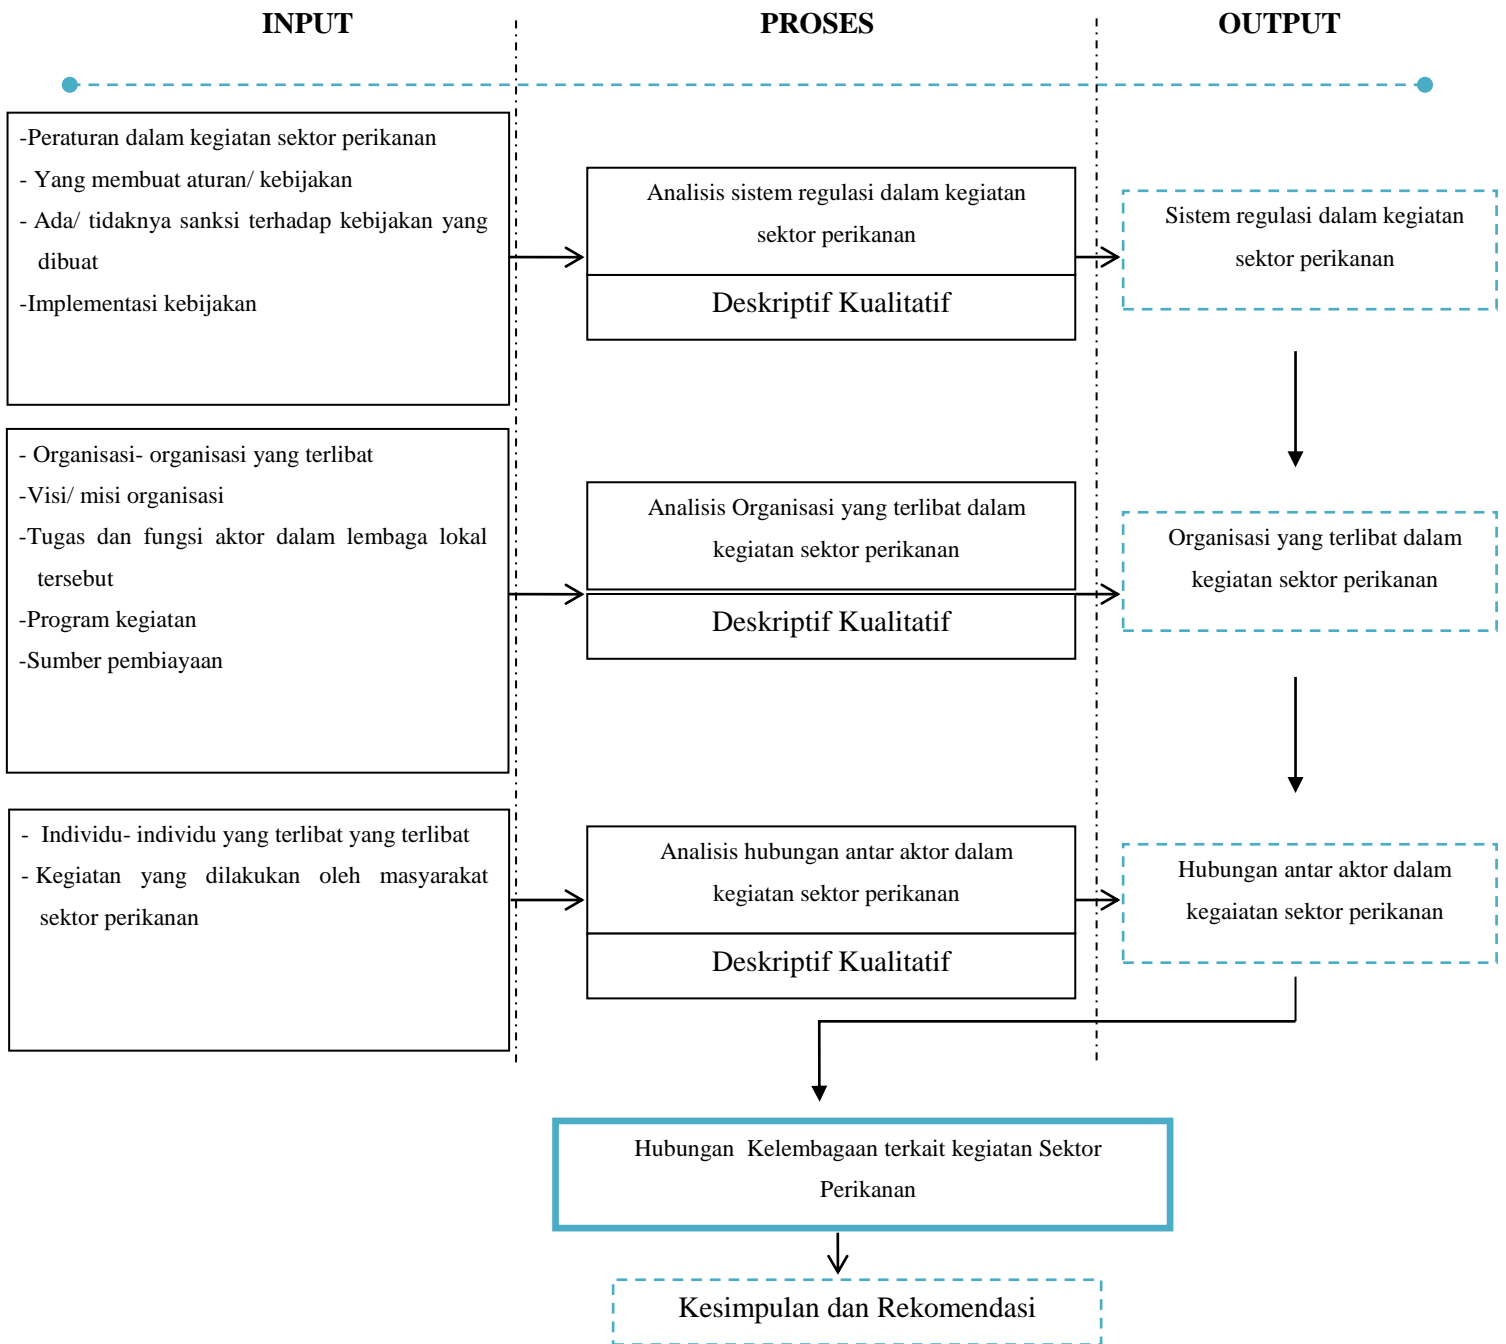 INPUT
PROSES
OUTPUT
-Peraturan dalam kegiatan sektor perikanan
- Yang membuat aturan/ kebijakan
- Ada/ tidaknya sanksi terhadap kebijakan yang
dibuat
-Implementasi kebijakan
Analisis sistem regulasi dalam kegiatan
sektor perikanan
Deskriptif Kualitatif
Sistem regulasi dalam kegiatan
sektor perikanan
- Organisasi- organisasi yang terlibat
-Visi/ misi organisasi
-Tugas dan fungsi aktor dalam lembaga lokal
tersebut
-Program kegiatan
-Sumber pembiayaan
Analisis Organisasi yang terlibat dalam
kegiatan sektor perikanan
Deskriptif Kualitatif
Organisasi yang terlibat dalam
kegiatan sektor perikanan
- Individu- individu yang terlibat yang terlibat
- Kegiatan yang dilakukan oleh masyarakat
sektor perikanan
Analisis hubungan antar aktor dalam
kegiatan sektor perikanan
Deskriptif Kualitatif
Hubungan antar aktor dalam
kegaiatan sektor perikanan
Hubungan Kelembagaan terkait kegiatan Sektor
Perikanan
Kesimpulan dan Rekomendasi